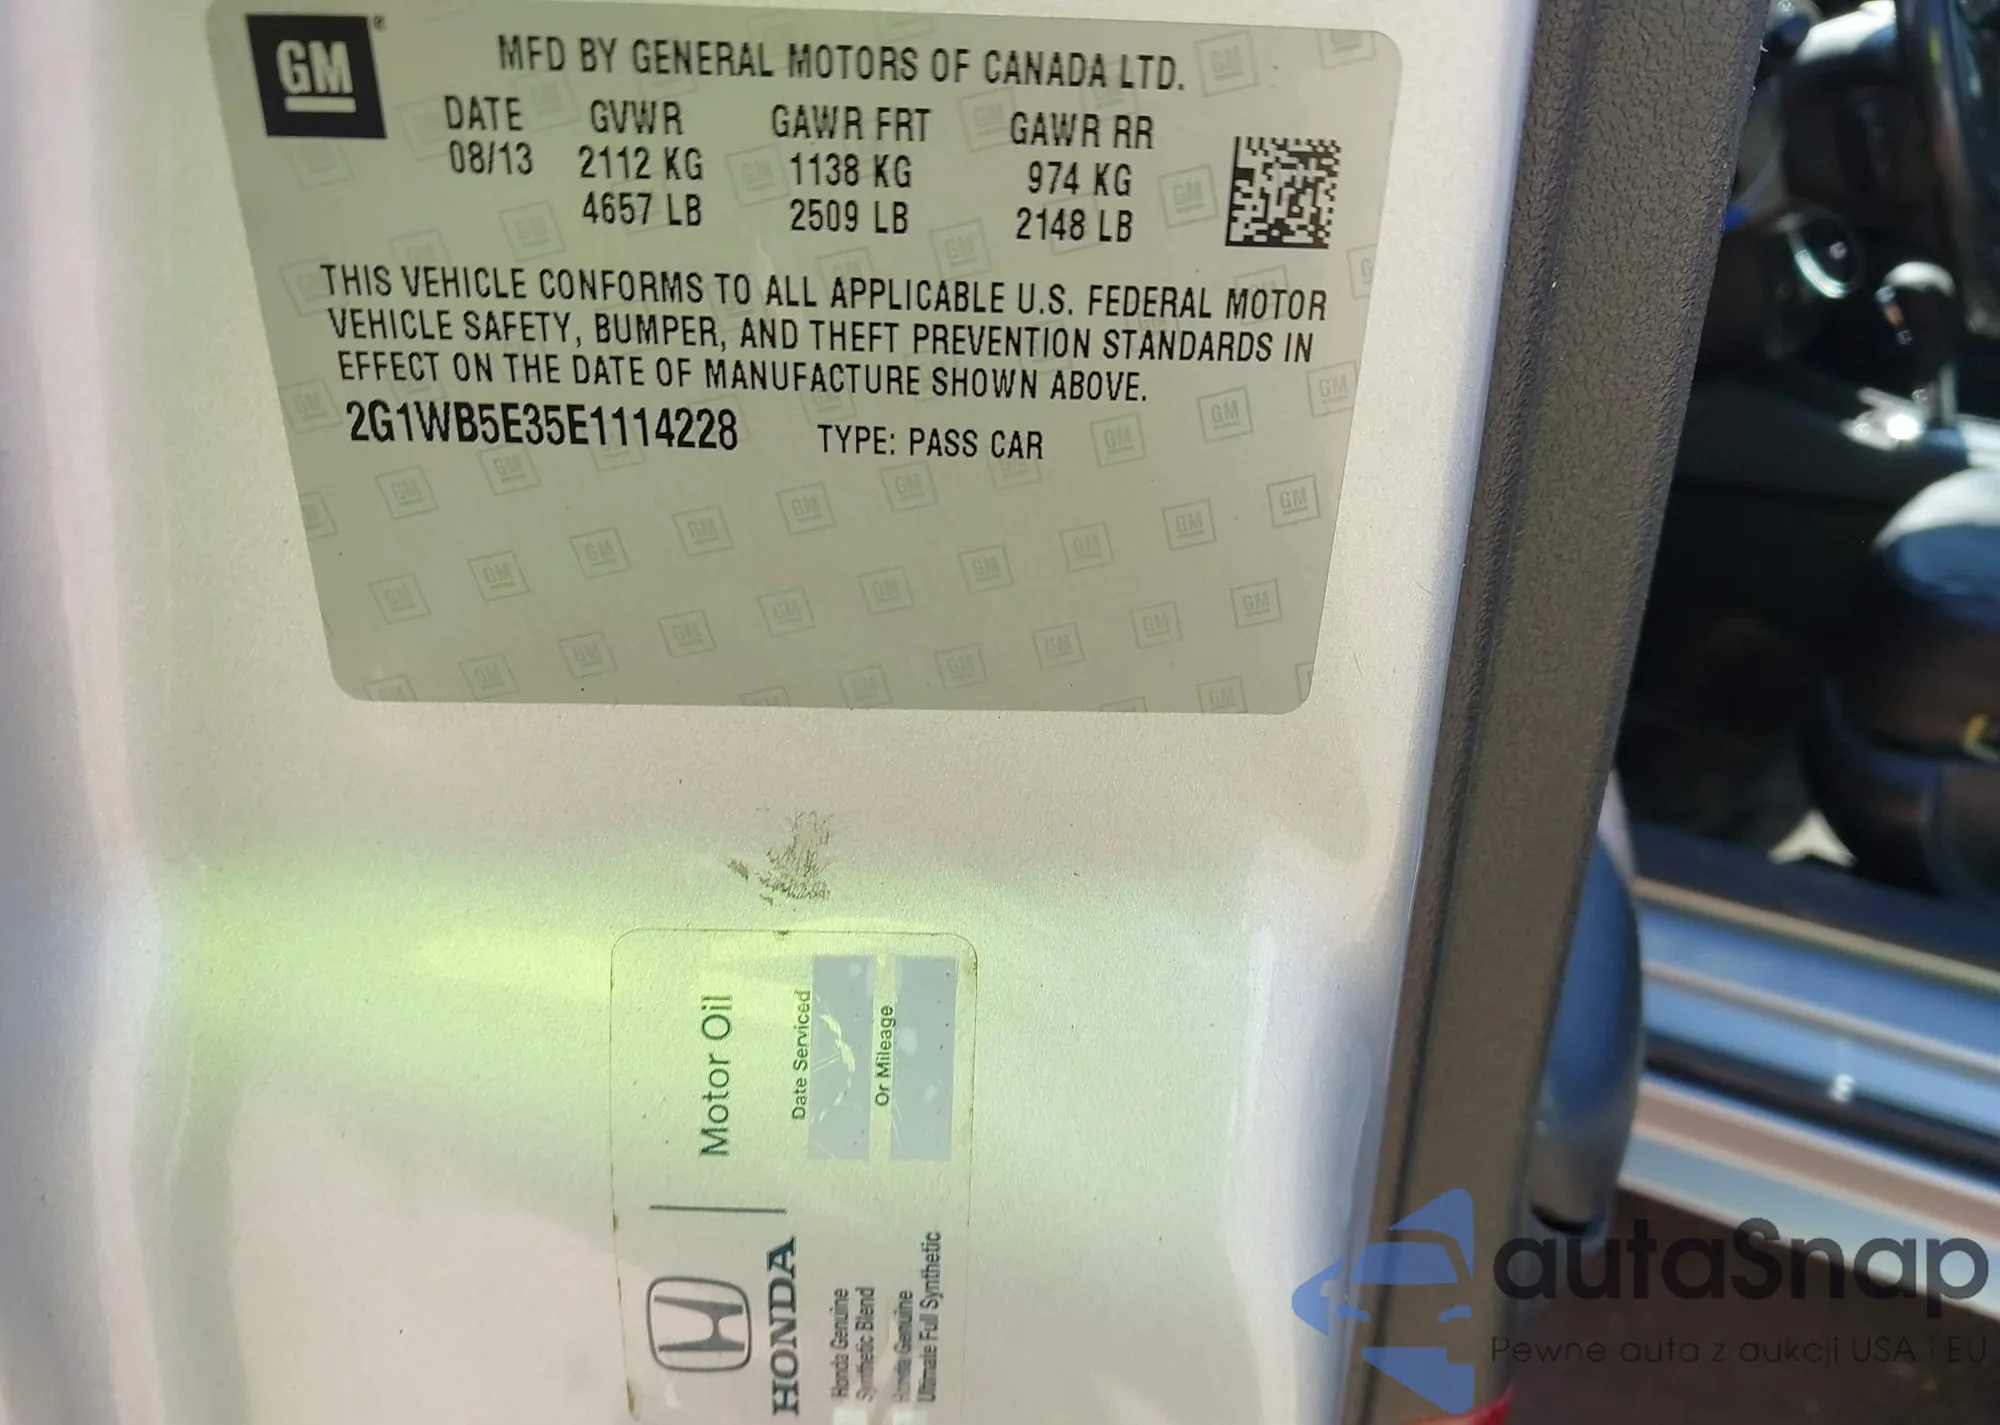 GM
MFD BY GENERAL MOTORS OF CANADA LTD.
DATE GVWR GAWR FRT GAWR RR
08/13 2112 KG 1138 KG 974 KG
4657 LB 2509 LB 2148 LB
THIS VEHICLE CONFORMS TO ALL APPLICABLE U.S. FEDERAL MOTOR
VEHICLE SAFETY, BUMPER, AND THEFT PREVENTION STANDARDS IN
EFFECT ON THE DATE OF MANUFACTURE SHOWN ABOVE.
2G1WB5E35E1114228 TYPE: PASS CAR
HONDA
Motor Oil
Date Serviced
Or Mileage
Honda Genuine
Synthetic Blend
Honda Genuine
Ultimate Full Synthetic
autaSnap
Pewne auta z aukcji USA i EU